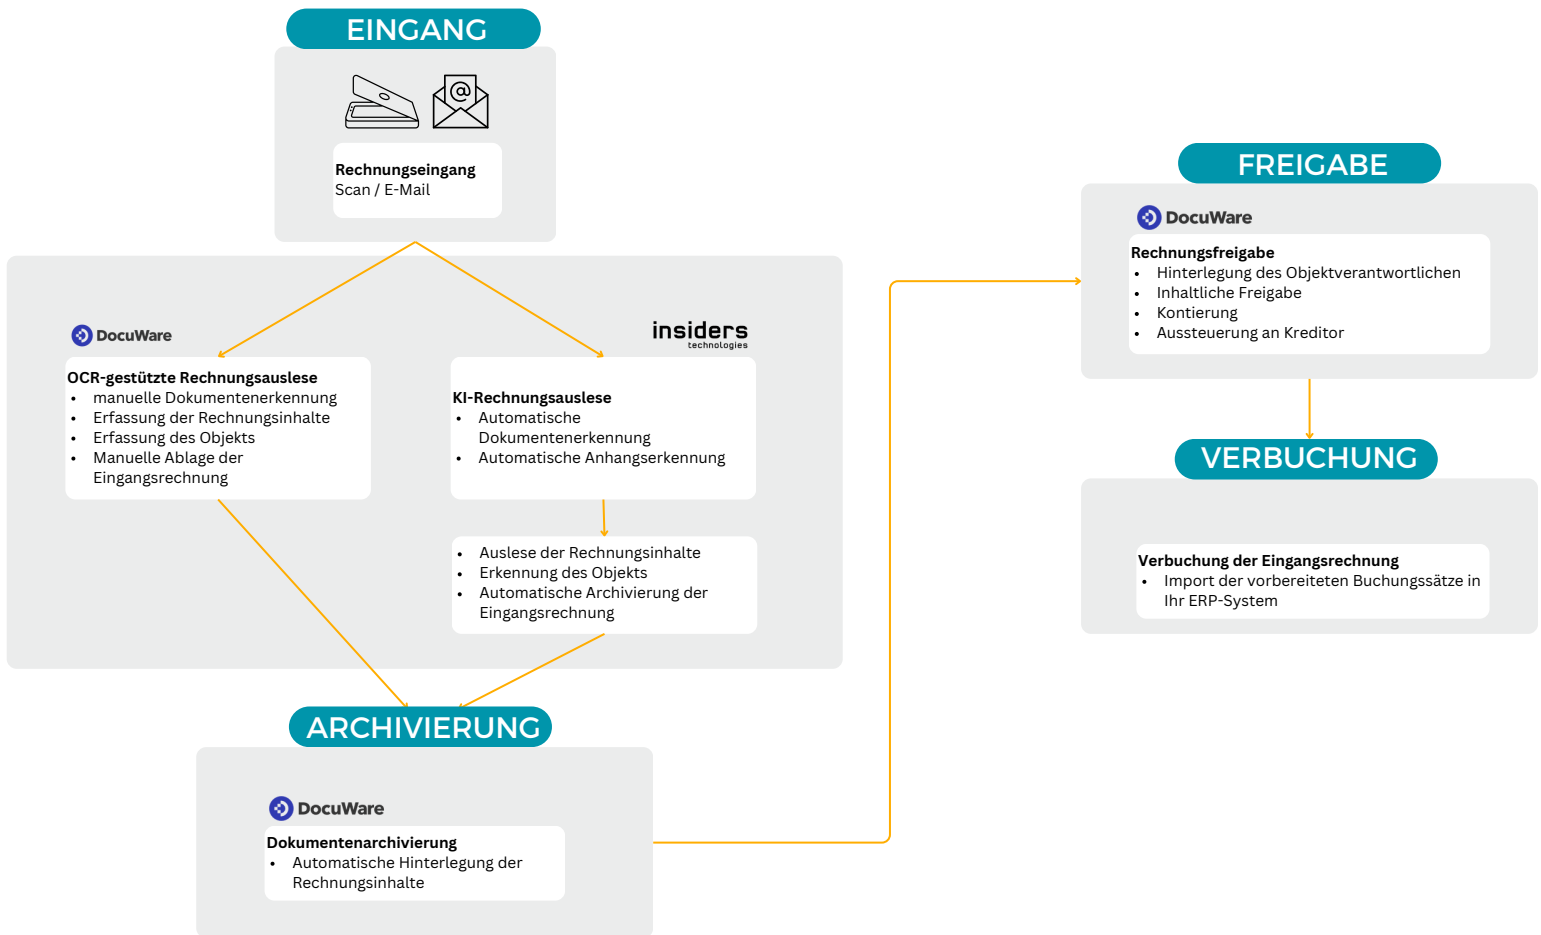 EINGANG
@
Rechnungseingang
Scan / E-Mail
DocuWare
OCR-gestützte Rechnungsauslese
• manuelle Dokumentenerkennung
• Erfassung der Rechnungsinhalte
• Erfassung des Objekts
• Manuelle Ablage der
Eingangsrechnung
insiders
technologies
KI-Rechnungsauslese
• Automatische
Dokumentenerkennung
• Automatische Anhangserkennung
• Auslese der Rechnungsinhalte
• Erkennung des Objekts
• Automatische Archivierung der
Eingangsrechnung
ARCHIVIERUNG
DocuWare
Dokumentenarchivierung
• Automatische Hinterlegung der
Rechnungsinhalte
FREIGABE
DocuWare
Rechnungsfreigabe
• Hinterlegung des Objektverantwortlichen
• Inhaltliche Freigabe
• Kontierung
• Aussteuerung an Kreditor
VERBUCHUNG
Verbuchung der Eingangsrechnung
• Import der vorbereiteten Buchungssätze in
Ihr ERP-System